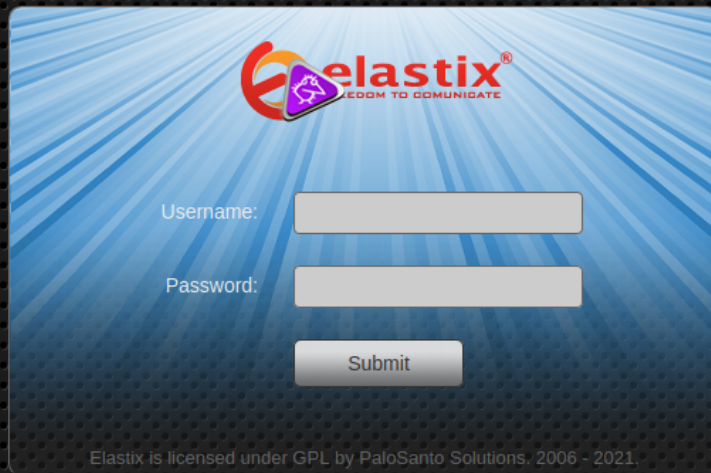 elastix®
EDOM TO COMUNICATE
Username:
Password:
Submit
Elastix is licensed under GPL by PaloSanto Solutions. 2006 - 2021.